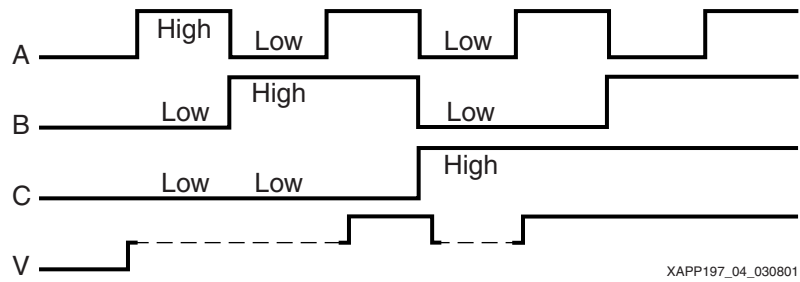 A High Low Low
B Low High Low
C Low Low High
V
XAPP197_04_030801